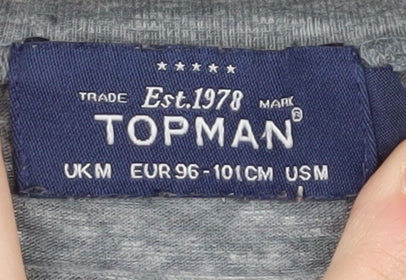 ★★★★★
TRADE Est.1978 MARK
TOPMAN®
UK M EUR 96 - 101CM US M